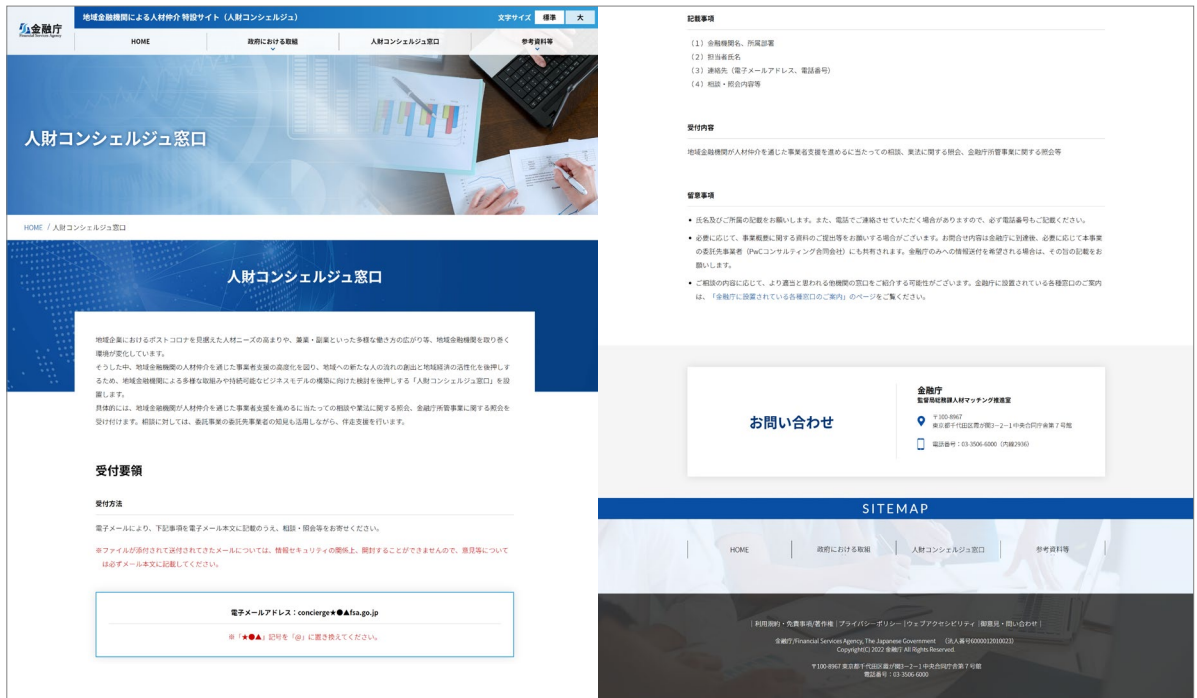 金融庁
Financial Services Agency
地域金融機関による人材仲介 特設サイト（人財コンシェルジュ）
文字サイズ 標準 大
HOME 政府における取組 人財コンシェルジュ窓口 参考資料等
人財コンシェルジュ窓口
HOME / 人財コンシェルジュ窓口
人財コンシェルジュ窓口
地域企業におけるポストコロナを見据えた人材ニーズの高まりや、兼業・副業といった多様な働き方の広がり等、地域金融機関を取り巻く
環境が変化しています。
そうした中、地域金融機関の人材仲介を通じた事業者支援の高度化を図り、地域への新たな人の流れの創出と地域経済の活性化を後押しす
るため、地域金融機関による多様な取組みや持続可能なビジネスモデルの構築に向けた検討を後押しする「人財コンシェルジュ窓口」を設
置します。
具体的には、地域金融機関が人材仲介を通じた事業者支援を進めるに当たっての相談や業法に関する照会、金融庁所管事業に関する照会を
受け付けます。相談に対しては、委託事業の委託先事業者の知見も活用しながら、伴走支援を行います。
受付要領
受付方法
電子メールにより、下記事項を電子メール本文に記載のうえ、相談・照会等をお寄せください。
※ファイルが添付されて送付されてきたメールについては、情報セキュリティの関係上、開封することができませんので、意見等について
は必ずメール本文に記載してください。
電子メールアドレス：concierge★●▲fsa.go.jp
※「★●▲」記号を「@」に置き換えてください。
記載事項
（1）金融機関名、所属部署
（2）担当者氏名
（3）連絡先（電子メールアドレス、電話番号）
（4）相談・照会内容等
受付内容
地域金融機関が人材仲介を通じた事業者支援を進めるに当たっての相談、業法に関する照会、金融庁所管事業に関する照会等
留意事項
• 氏名及びご所属の記載をお願いします。また、電話でご連絡させていただく場合がありますので、必ず電話番号もご記載ください。
• 必要に応じて、事業概要に関する資料のご提出等をお願いする場合がございます。お問合せ内容は金融庁に到達後、必要に応じて本事業
の委託先事業者（PwCコンサルティング合同会社）にも共有されます。金融庁のみへの情報送付を希望される場合は、その旨の記載をお
願いします。
• ご相談の内容に応じて、より適当と思われる他機関の窓口をご紹介する可能性がございます。金融庁に設置されている各種窓口のご案内
は、「金融庁に設置されている各種窓口のご案内」のページをご覧ください。
お問い合わせ
金融庁
監督局総務課人材マッチング推進室
〒100-8967
東京都千代田区霞が関3－2－1 中央合同庁舎第７号館
電話番号：03-3506-6000（内線2936）
SITEMAP
HOME 政府における取組 人財コンシェルジュ窓口 参考資料等
| 利用規約・免責事項/著作権 | プライバシーポリシー | ウェブアクセシビリティ | 御意見・問い合わせ |
金融庁/Financial Services Agency, The Japanese Government （法人番号6000012010023）
Copyright(C) 2022 金融庁 All Rights Reserved.
〒100-8967 東京都千代田区霞が関3－2－1 中央合同庁舎第７号館
電話番号：03-3506-6000